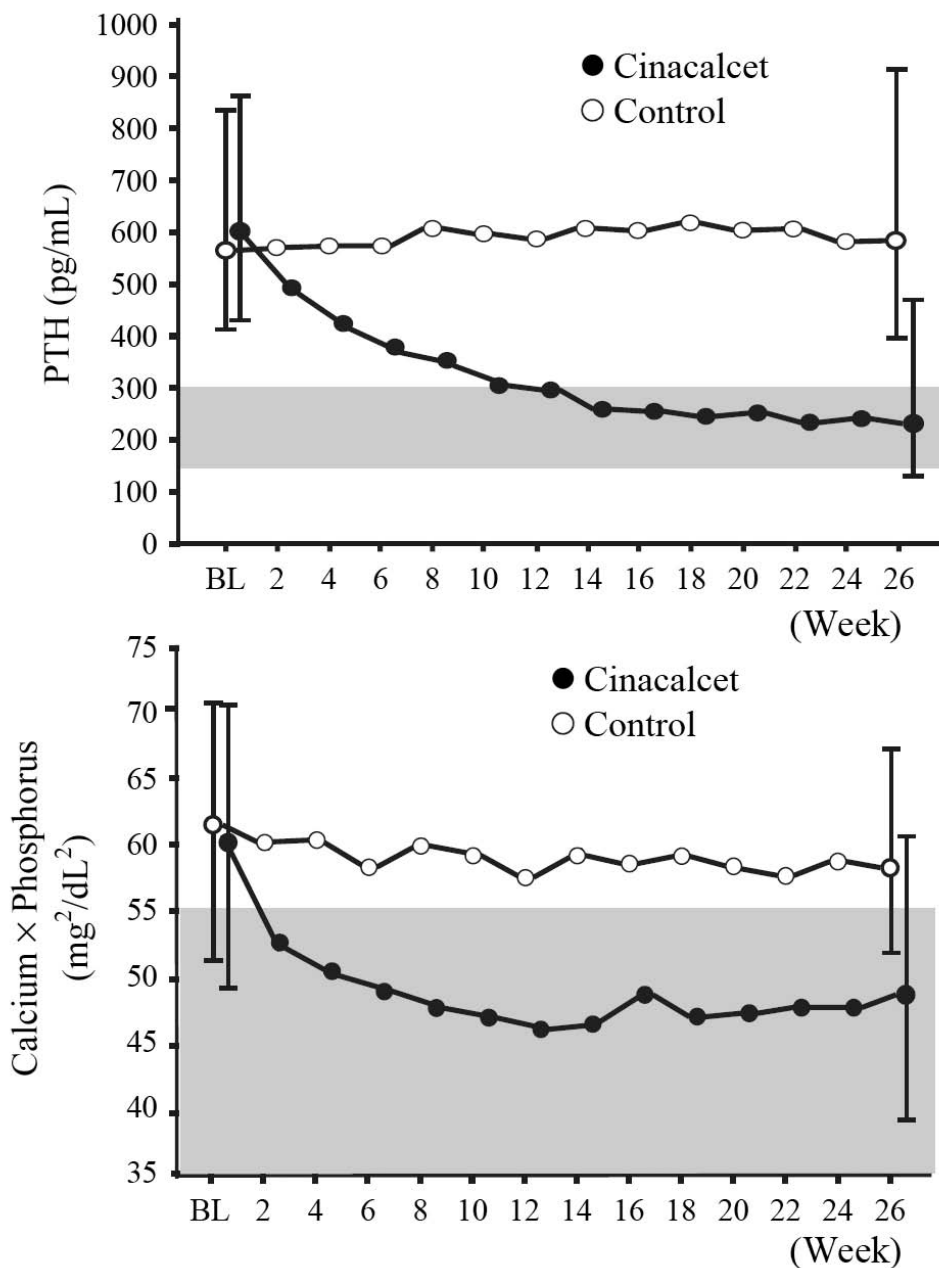 1000
900
800
700
600
500
400
300
200
100
0
PTH (pg/mL)
Cinacalcet
Control
BL 2 4 6 8 10 12 14 16 18 20 22 24 26
(Week)
75
70
65
60
55
50
45
40
35
Calcium × Phosphorus
(mg²/dL²)
Cinacalcet
Control
BL 2 4 6 8 10 12 14 16 18 20 22 24 26
(Week)